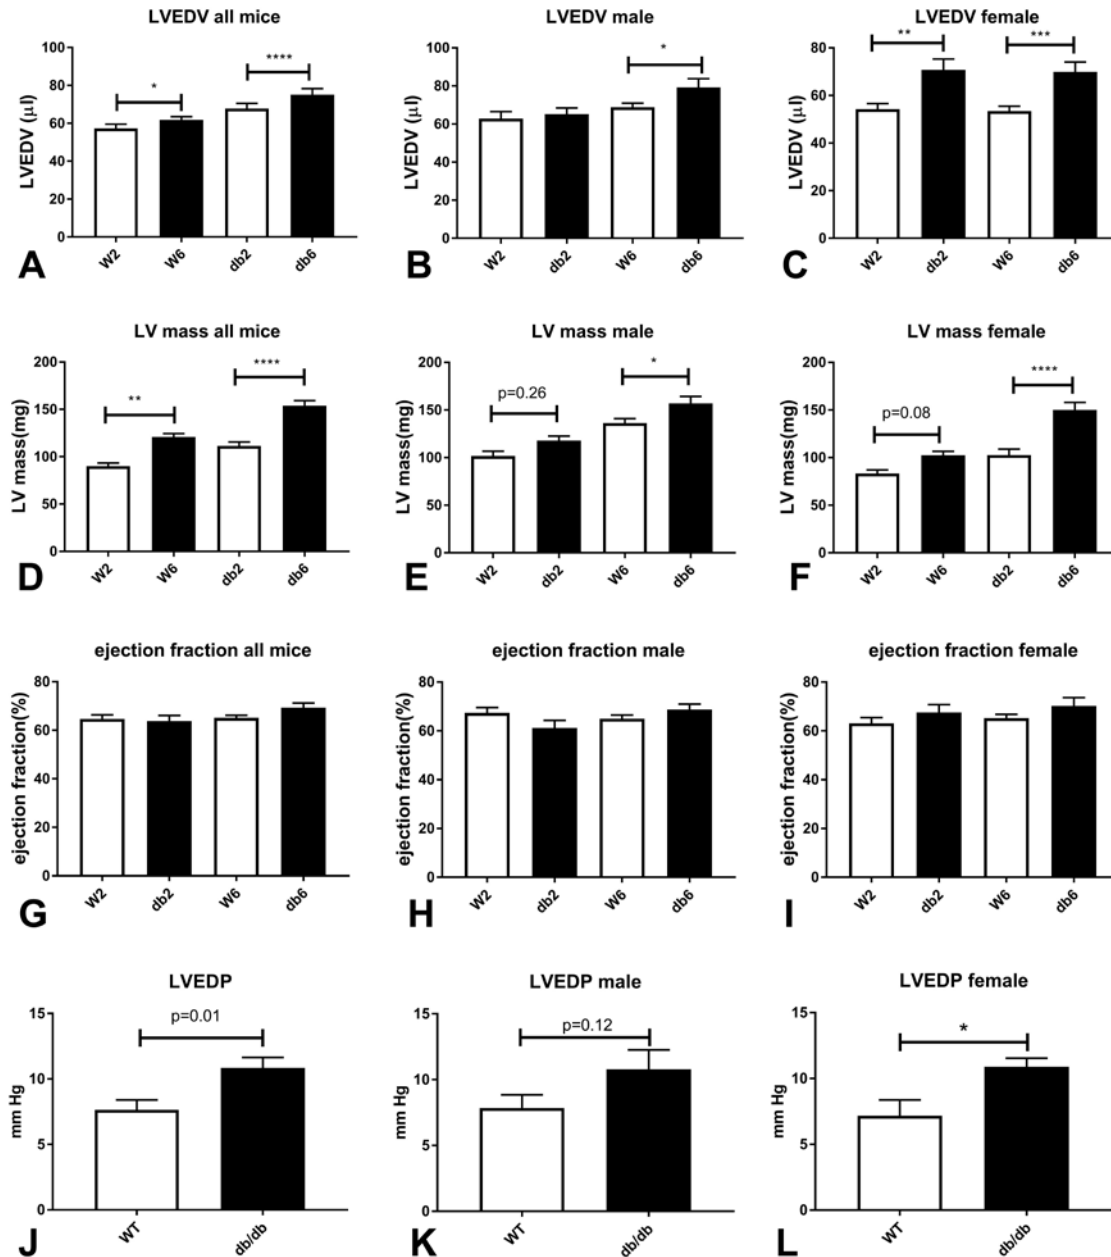 LVEDV all mice
LVEDV (µl)
100
80
60
40
20
0
*
****
W2
W6
db2
db6
A
LVEDV male
LVEDV (µl)
100
80
60
40
20
0
*
W2
db2
W6
db6
B
LVEDV female
LVEDV (µl)
80
60
40
20
0
**
***
W2
db2
W6
db6
C
LV mass all mice
LV mass(mg)
200
150
100
50
0
**
****
W2
W6
db2
db6
D
LV mass male
LV mass(mg)
200
150
100
50
0
p=0.26
*
W2
db2
W6
db6
E
LV mass female
LV mass(mg)
200
150
100
50
0
p=0.08
****
W2
W6
db2
db6
F
ejection fraction all mice
ejection fraction(%)
80
60
40
20
0
W2
db2
W6
db6
G
ejection fraction male
ejection fraction(%)
80
60
40
20
0
W2
db2
W6
db6
H
ejection fraction female
ejection fraction(%)
80
60
40
20
0
W2
db2
W6
db6
I
LVEDP
mm Hg
15
10
5
0
p=0.01
WT
db/db
J
LVEDP male
mm Hg
15
10
5
0
p=0.12
WT
db/db
K
LVEDP female
mm Hg
15
10
5
0
*
WT
db/db
L